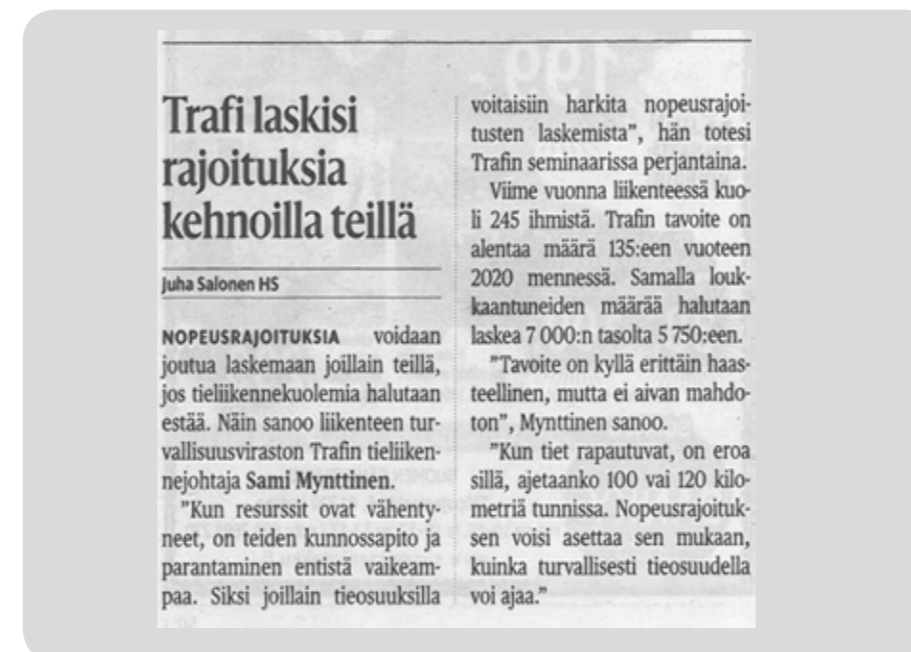 Trafi laskisi
rajoituksia
kehnoilla teillä
Juha Salonen HS
NOPEUSRAJOITUKSIA voidaan
joutua laskemaan joillain teillä,
jos tieliikennekuolemia halutaan
estää. Näin sanoo liikenteen tur-
vallisuusviraston Trafin tieliiken-
nejohtaja Sami Mynttinen.
"Kun resurssit ovat vähenty-
neet, on teiden kunnossapito ja
parantaminen entistä vaikeam-
paa. Siksi joillain tieosuuksilla
voitaisiin harkita nopeusrajoi-
tusten laskemista", hän totesi
Trafin seminaarissa perjantaina.
Viime vuonna liikenteessä kuo-
li 245 ihmistä. Trafin tavoite on
alentaa määrä 135:een vuoteen
2020 mennessä. Samalla louk-
kaantuneiden määrää halutaan
laskea 7 000:n tasolta 5 750:een.
"Tavoite on kyllä erittäin haas-
teellinen, mutta ei aivan mahdo-
ton", Mynttinen sanoo.
"Kun tiet rapautuvat, on eroa
sillä, ajetaanko 100 vai 120 kilo-
metriä tunnissa. Nopeusrajoituk-
sen voisi asettaa sen mukaan,
kuinka turvallisesti tieosuudella
voi ajaa."